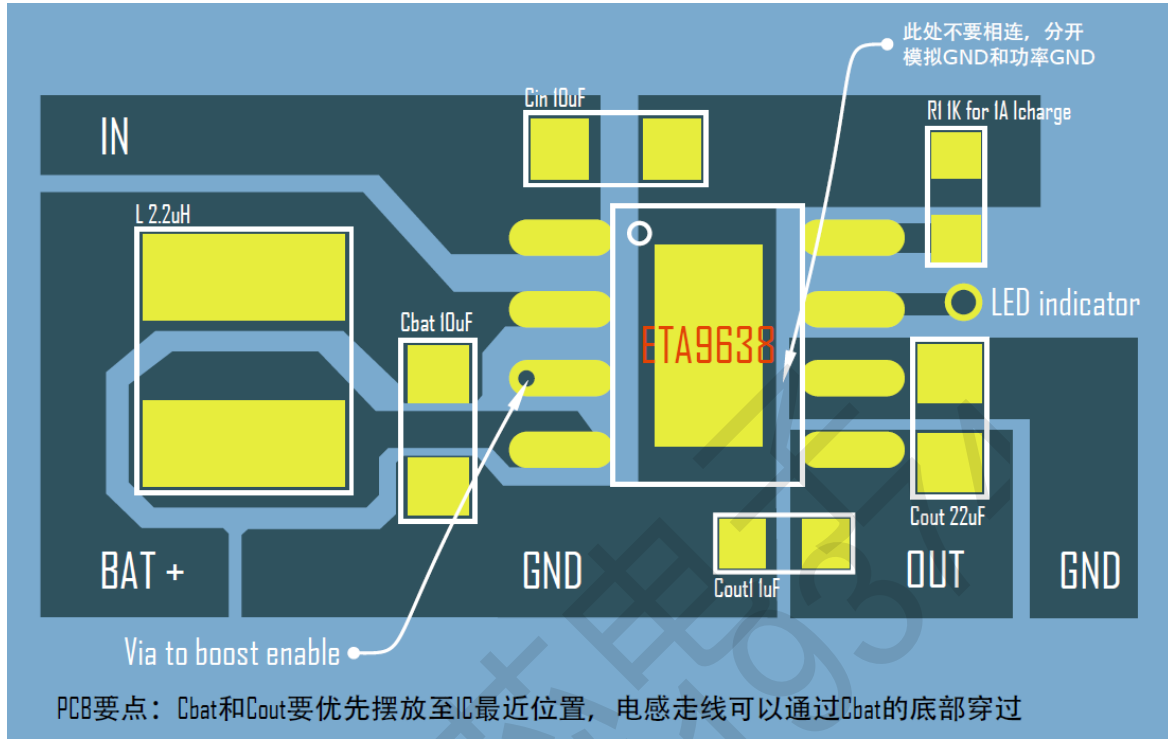 此处不要相连，分开
模拟GND和功率GND
Cin 10uF
R1 1K for 1A Icharge
IN
L 2.2uH
LED indicator
Cbat 10uF
ETA9638
Cout 22uF
BAT +
GND
Cout1 1uF
OUT
GND
Via to boost enable
PCB要点：Cbat和Cout要优先摆放至IC最近位置，电感走线可以通过Cbat的底部穿过